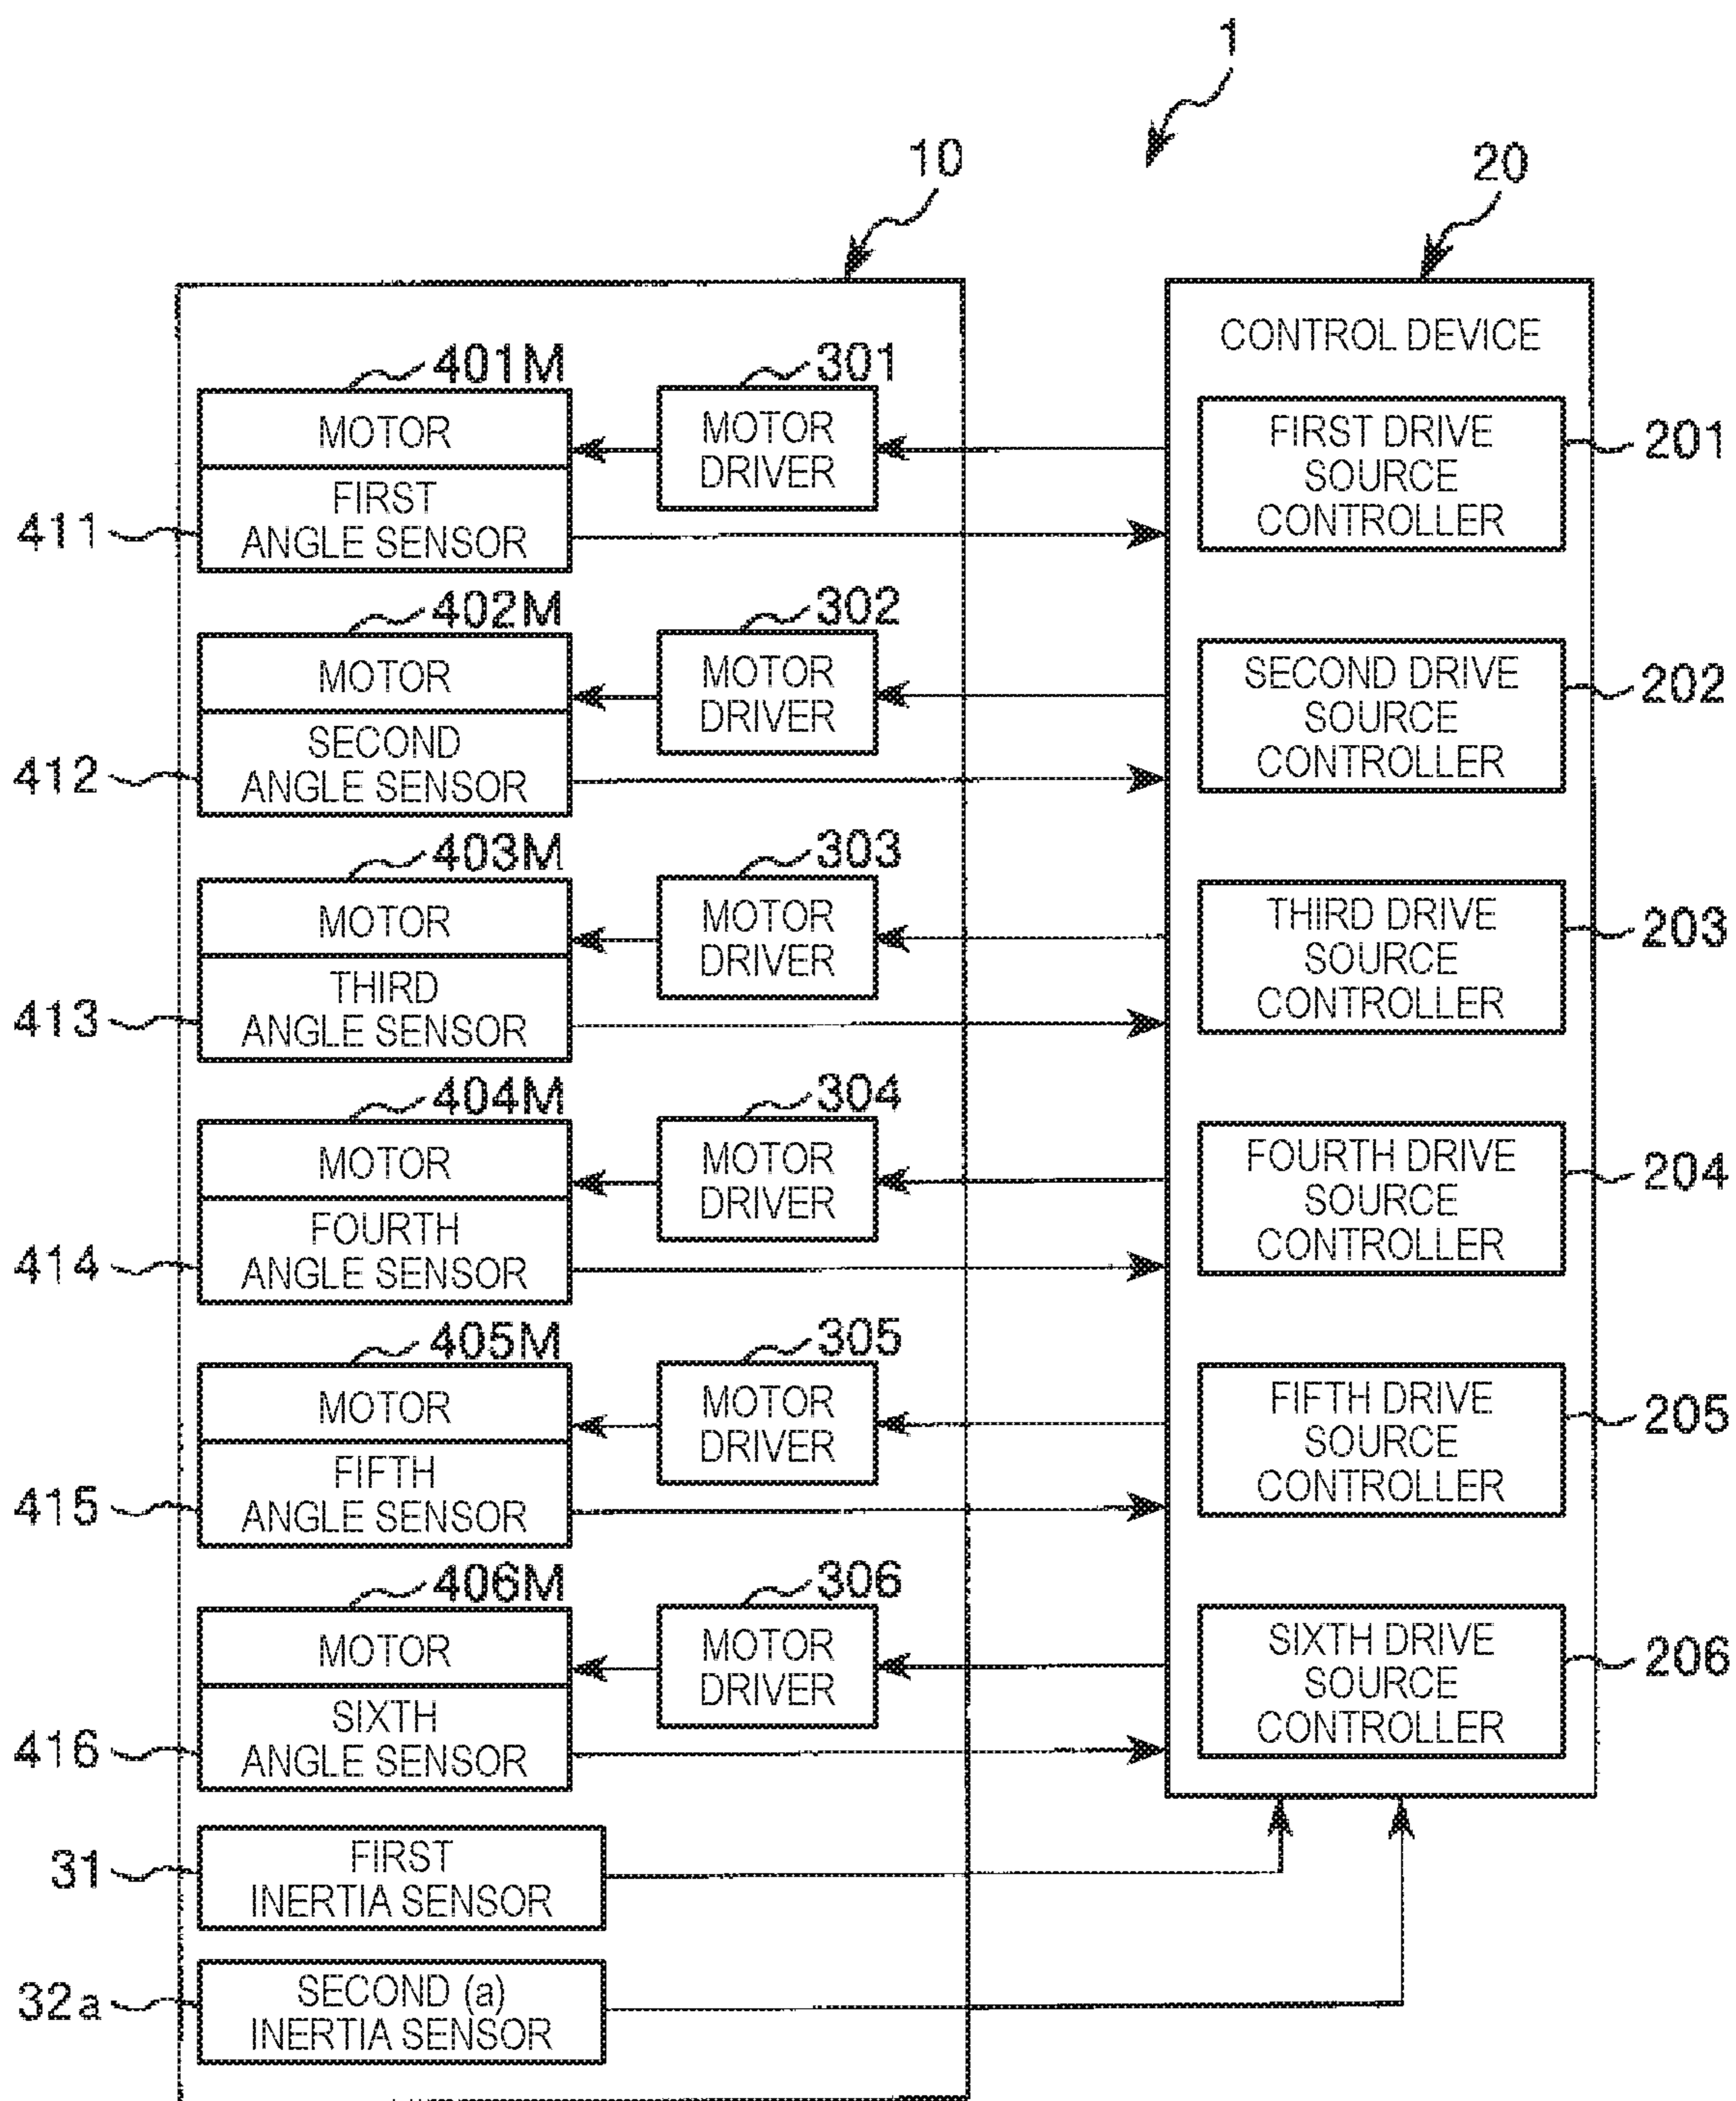 1
10
20
CONTROL DEVICE
401M
301
MOTOR
MOTOR
DRIVER
FIRST DRIVE
SOURCE
CONTROLLER
201
411
FIRST
ANGLE SENSOR
402M
302
MOTOR
MOTOR
DRIVER
SECOND DRIVE
SOURCE
CONTROLLER
202
412
SECOND
ANGLE SENSOR
403M
303
MOTOR
MOTOR
DRIVER
THIRD DRIVE
SOURCE
CONTROLLER
203
413
THIRD
ANGLE SENSOR
404M
304
MOTOR
MOTOR
DRIVER
FOURTH DRIVE
SOURCE
CONTROLLER
204
414
FOURTH
ANGLE SENSOR
405M
305
MOTOR
MOTOR
DRIVER
FIFTH DRIVE
SOURCE
CONTROLLER
205
415
FIFTH
ANGLE SENSOR
406M
306
MOTOR
MOTOR
DRIVER
SIXTH DRIVE
SOURCE
CONTROLLER
206
416
SIXTH
ANGLE SENSOR
31
FIRST
INERTIA SENSOR
32a
SECOND (a)
INERTIA SENSOR